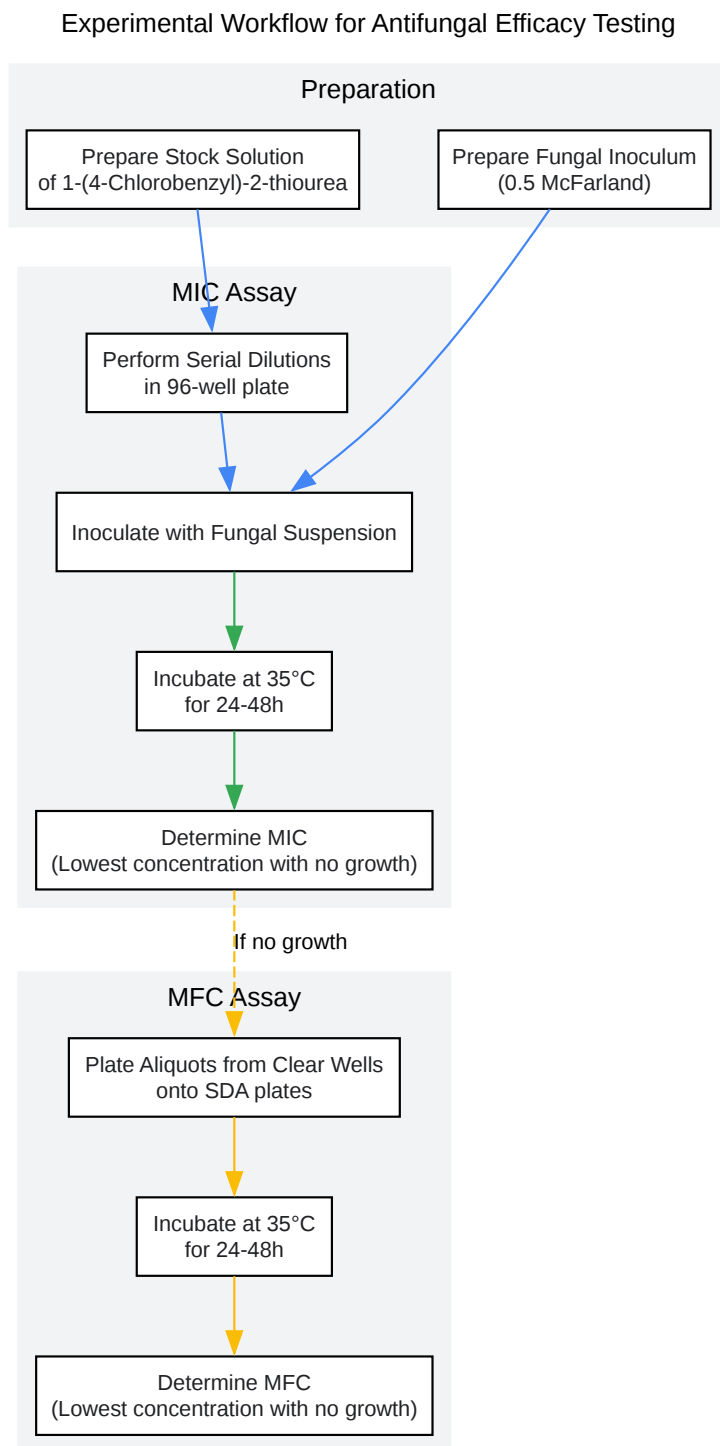 Experimental Workflow for Antifungal Efficacy Testing
Preparation
Prepare Stock Solution
of 1-(4-Chlorobenzyl)-2-thiourea
Prepare Fungal Inoculum
(0.5 McFarland)
MIC Assay
Perform Serial Dilutions
in 96-well plate
Inoculate with Fungal Suspension
Incubate at 35°C
for 24-48h
Determine MIC
(Lowest concentration with no growth)
If no growth
MFC Assay
Plate Aliquots from Clear Wells
onto SDA plates
Incubate at 35°C
for 24-48h
Determine MFC
(Lowest concentration with no growth)